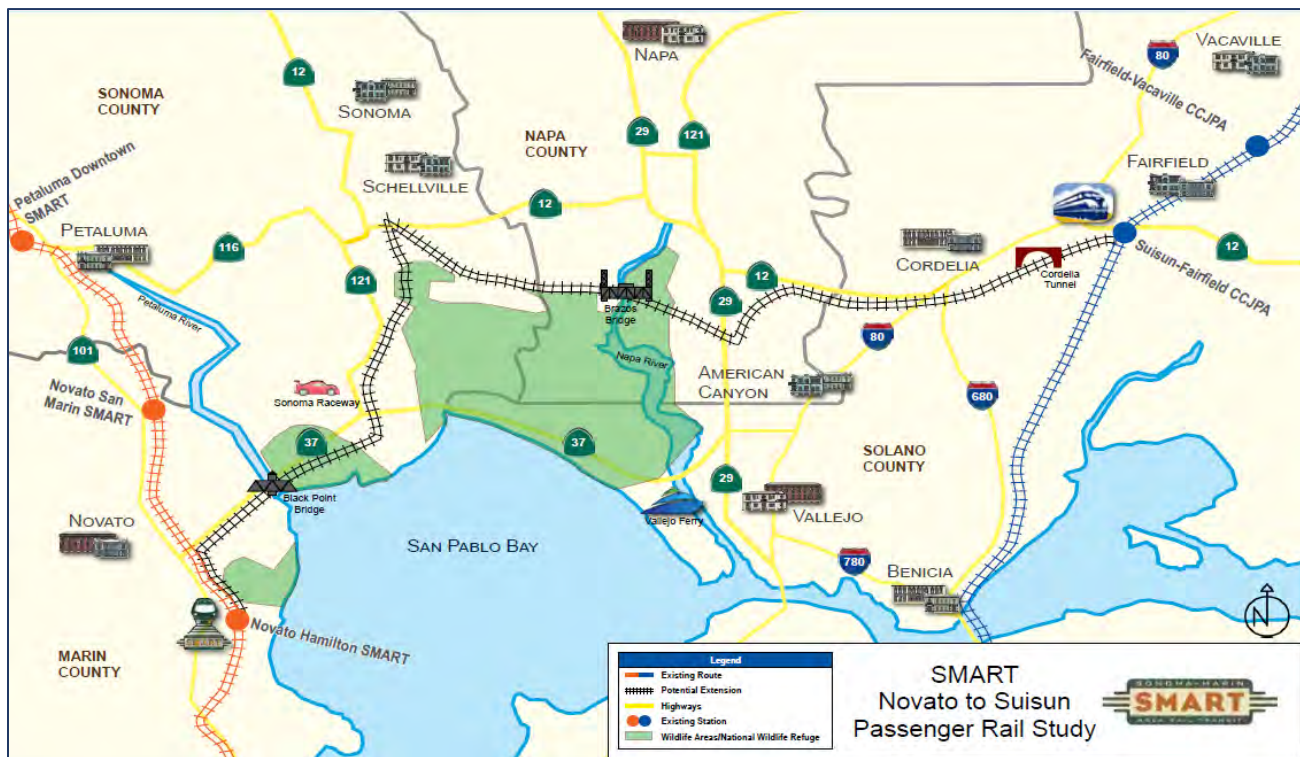 NAPA
VACAVILLE
80
Fairfield-Vacaville CCJPA
12
SONOMA
COUNTY
SONOMA
NAPA
COUNTY
29
121
SCHELLVILLE
FAIRFIELD
Petaluma Downtown
SMART
PETALUMA
116
12
121
CORDELIA
12
Suisun-Fairfield CCJPA
Cordelia
Tunnel
12
29
Petaluma River
Brazos
Bridge
101
Novato San
Marin SMART
Napa River
80
AMERICAN
CANYON
Sonoma Raceway
680
37
37
SOLANO
COUNTY
Black Point
Bridge
29
VALLEJO
Vallejo Ferry
NOVATO
SAN PABLO BAY
780
BENICIA
SMART
Novato Hamilton SMART
N
MARIN
COUNTY
Legend
Existing Route
Potential Extension
Highways
Existing Station
Wildlife Areas/National Wildlife Refuge
SMART
Novato to Suisun
Passenger Rail Study
SONOMA-MARIN
SMART
AREA RAIL TRANSIT